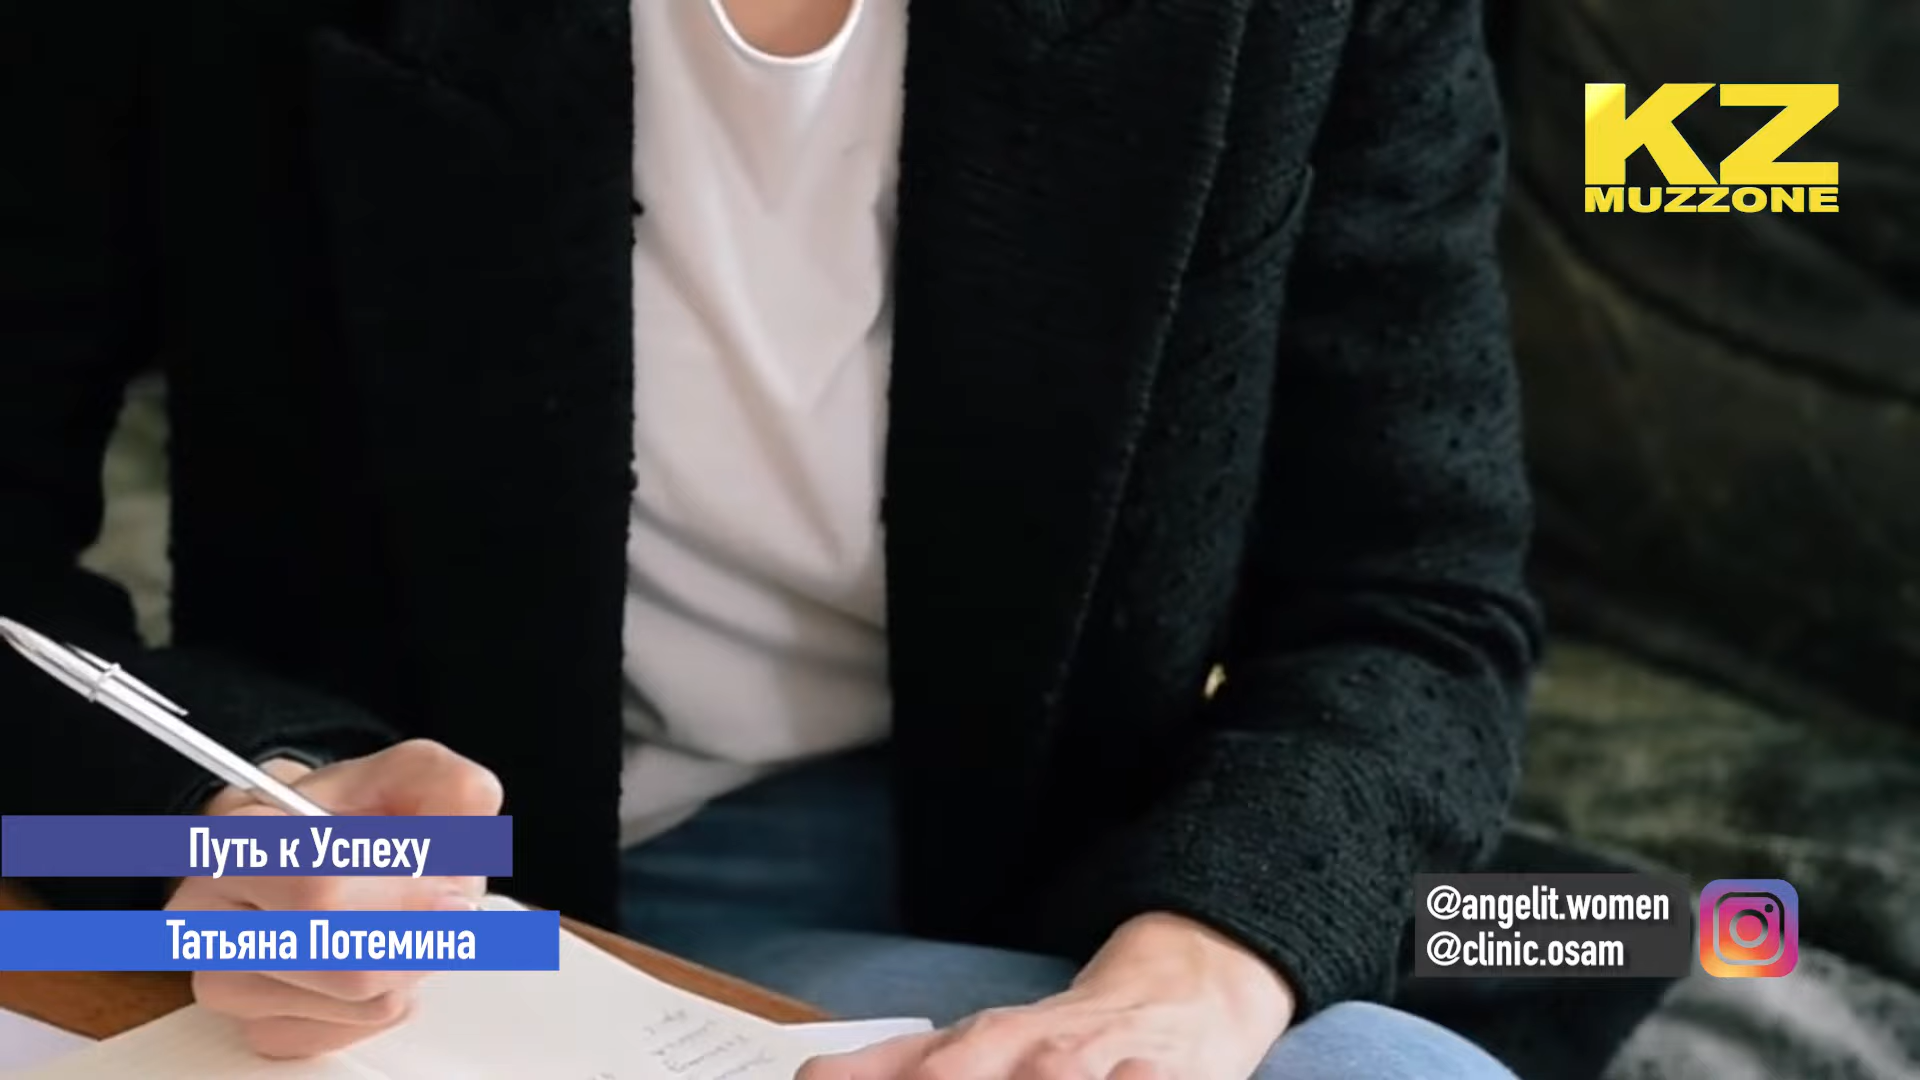 KZ
MUZZONE
Путь к Успеху
Татьяна Потемина
@angelit.women
@clinic.osam